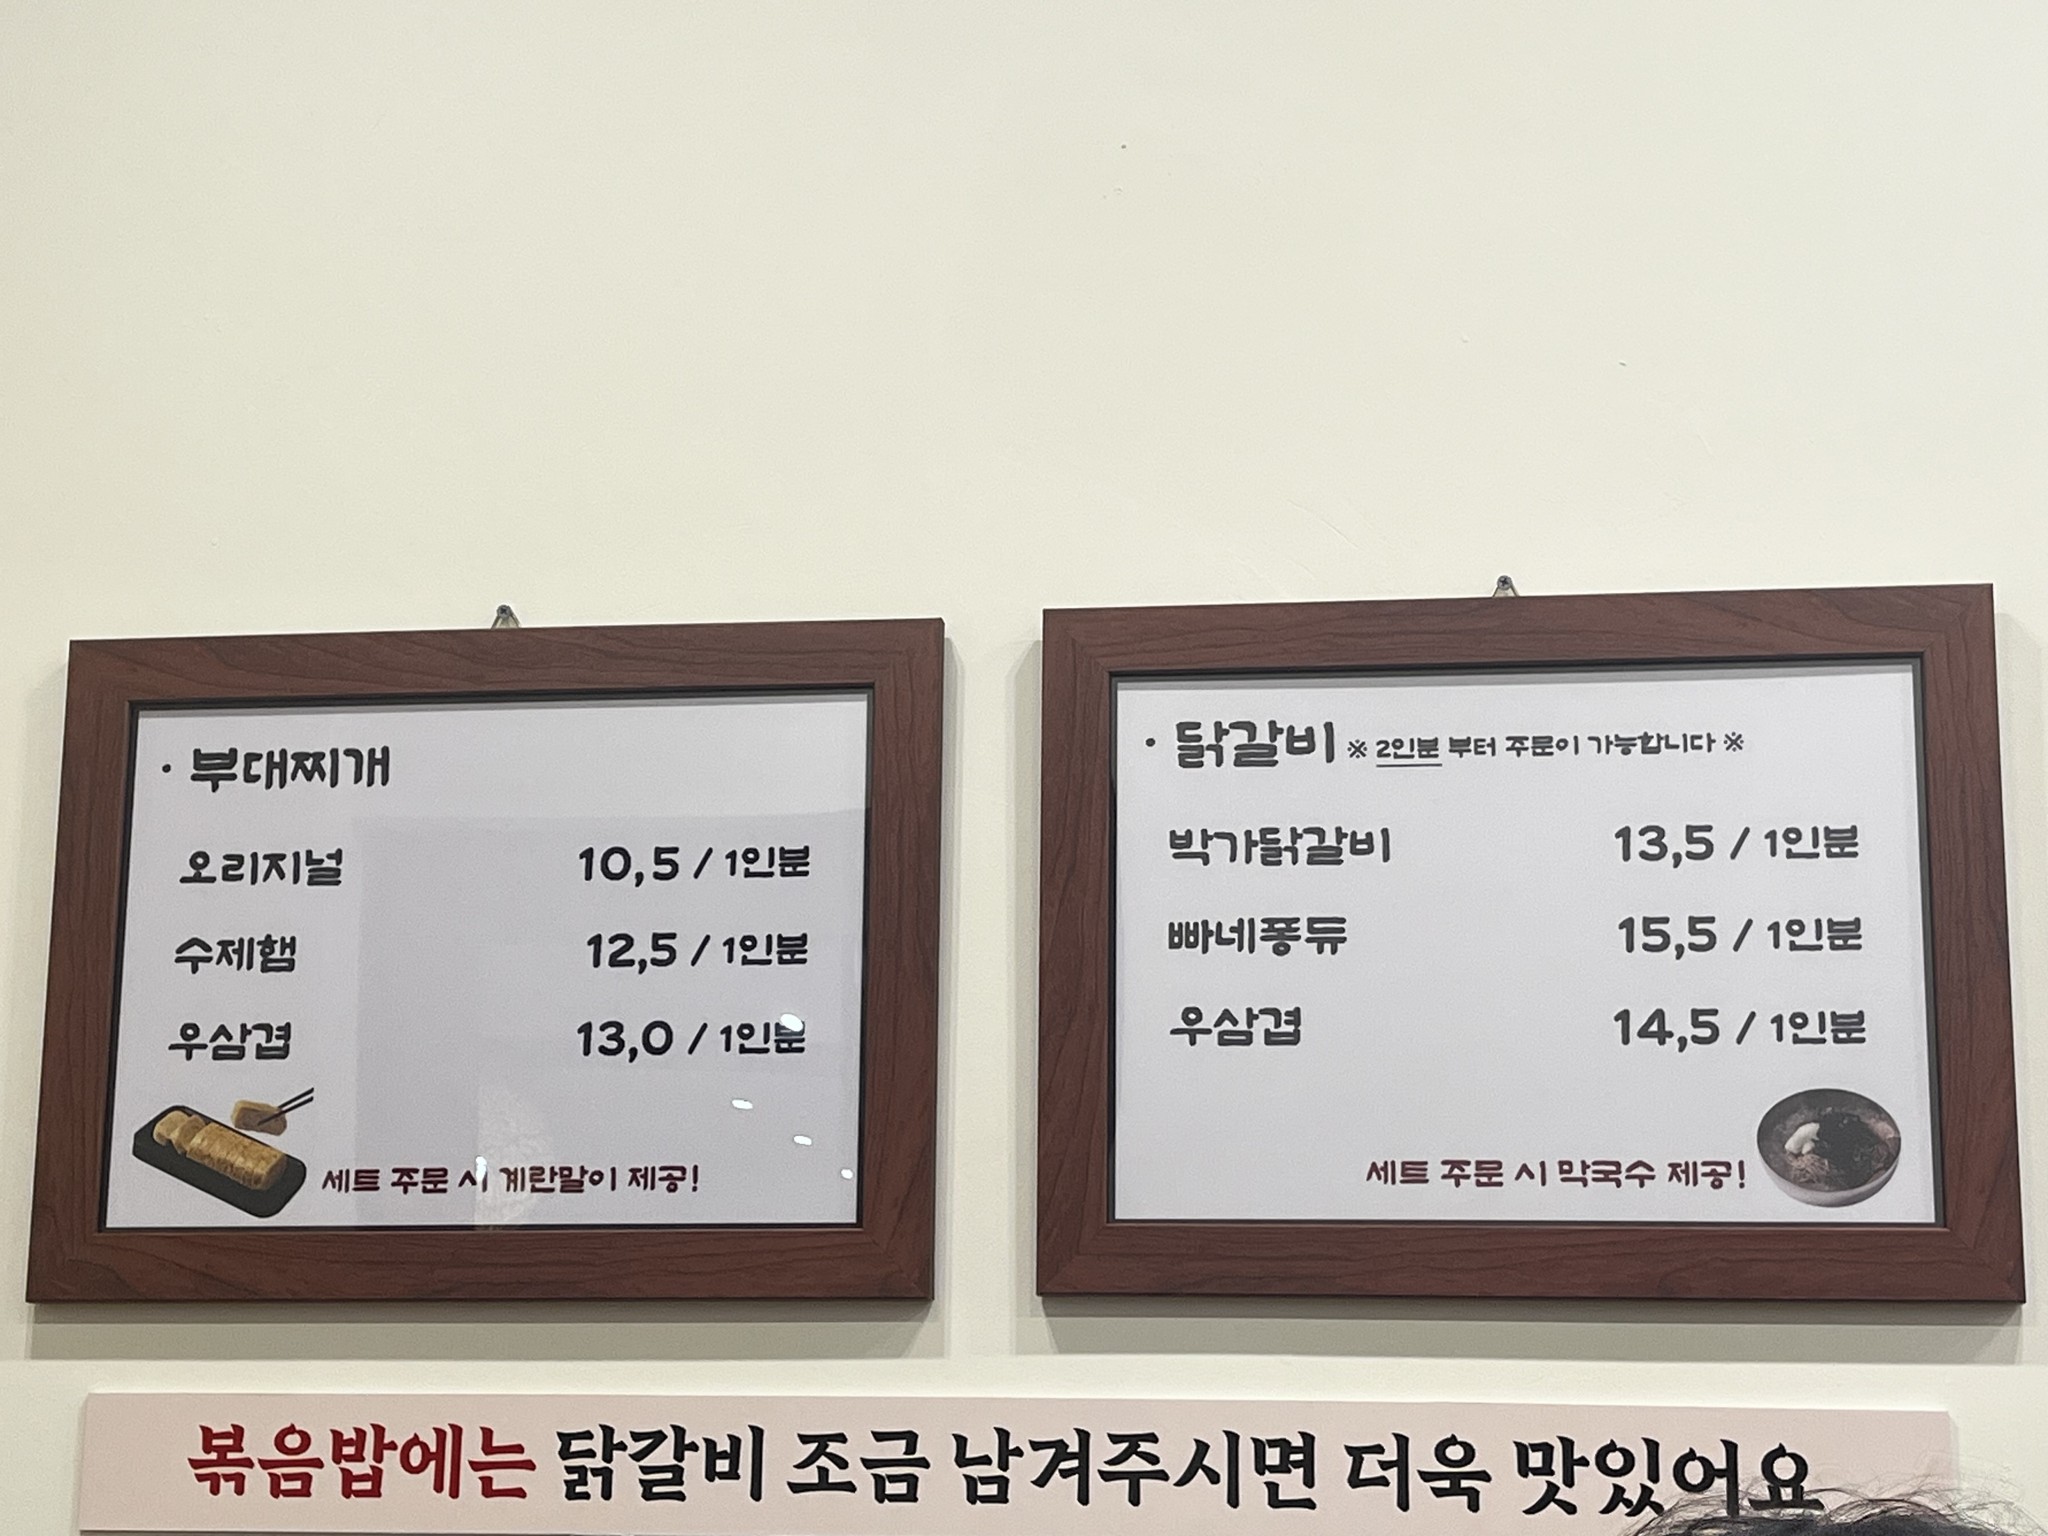 · 부대찌개
오리지널 10,5 / 1인분
수제햄 12,5 / 1인분
우삼겹 13,0 / 1인분
세트 주문 시 계란말이 제공!
· 닭갈비 ※ 2인분 부터 주문이 가능합니다 ※
박가닭갈비 13,5 / 1인분
빠네퐁듀 15,5 / 1인분
우삼겹 14,5 / 1인분
세트 주문 시 막국수 제공!
볶음밥에는 닭갈비 조금 남겨주시면 더욱 맛있어요